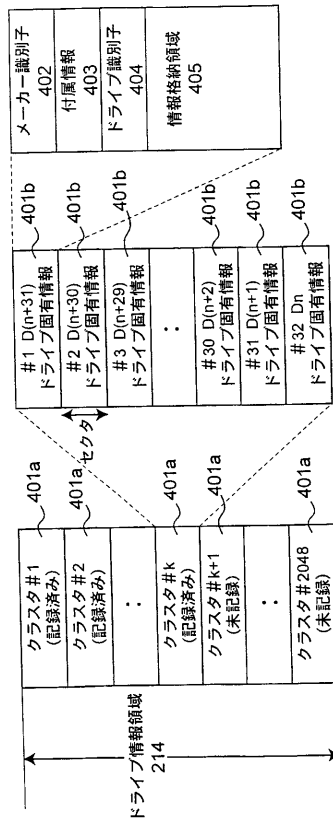 ドライブ情報領域
214
クラスタ#1
(記録済み)
401a
クラスタ#2
(記録済み)
401a
:
クラスタ#k
(記録済み)
401a
クラスタ#k+1
(未記録)
401a
:
クラスタ#2048
(未記録)
401a
セクタ
#1 D(n+31)
ドライブ固有情報
401b
#2 D(n+30)
ドライブ固有情報
401b
#3 D(n+29)
ドライブ固有情報
401b
:
#30 D(n+2)
ドライブ固有情報
401b
#31 D(n+1)
ドライブ固有情報
401b
#32 Dn
ドライブ固有情報
401b
メーカー識別子
402
付属情報
403
ドライブ識別子
404
情報格納領域
405